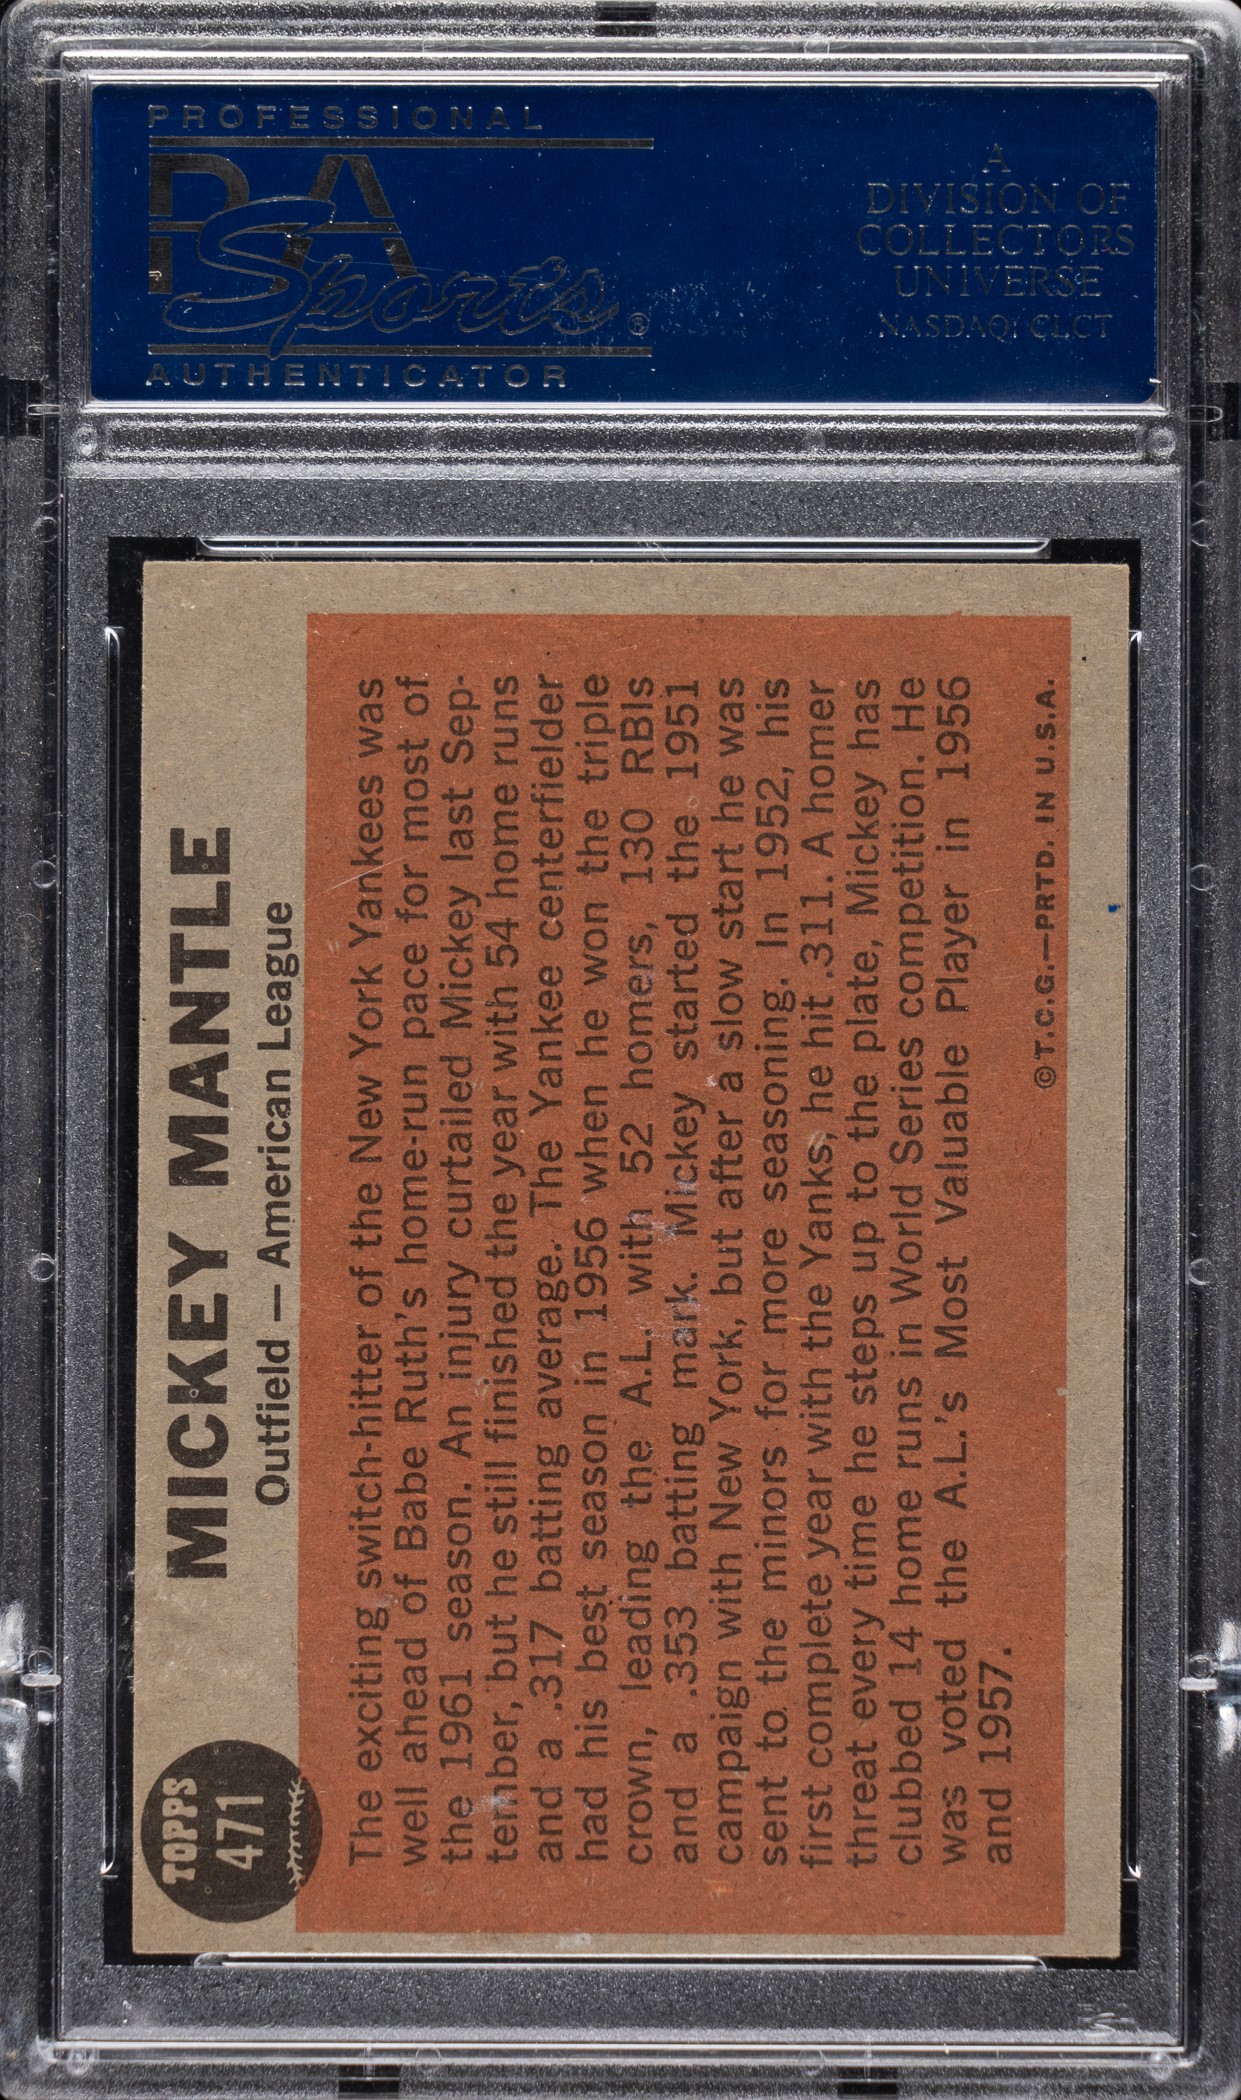 PROFESSIONAL
PSA
Sports®
AUTHENTICATOR
A
DIVISION OF
COLLECTORS
UNIVERSE
NASDAQ: CLCT
TOPPS
471
MICKEY MANTLE
Outfield — American League
The exciting switch-hitter of the New York Yankees was
well ahead of Babe Ruth's home-run pace for most of
the 1961 season. An injury curtailed Mickey last Sep-
tember, but he still finished the year with 54 home runs
and a .317 batting average. The Yankee centerfielder
had his best season in 1956 when he won the triple
crown, leading the A.L. with 52 homers, 130 RBIs
and a .353 batting mark. Mickey started the 1951
campaign with New York, but after a slow start he was
sent to the minors for more seasoning. In 1952, his
first complete year with the Yanks, he hit .311. A homer
threat every time he steps up to the plate, Mickey has
clubbed 14 home runs in World Series competition. He
was voted the A.L.'s Most Valuable Player in 1956
and 1957.
©T.C.G.—PRTD. IN U.S.A.